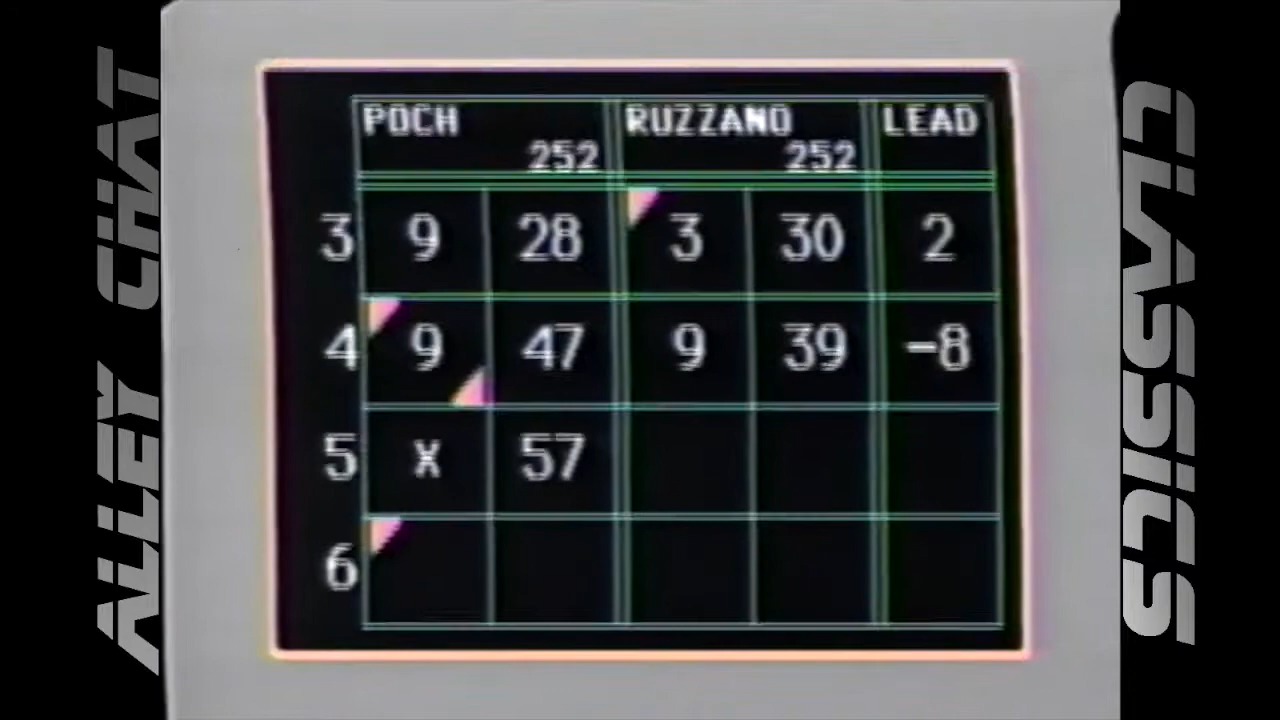 ALLEY CHAT
POCH RUZZANO LEAD
252 252
3 9 28 3 30 2
4 9 47 9 39 -8
5 X 57
6
CLASSICS